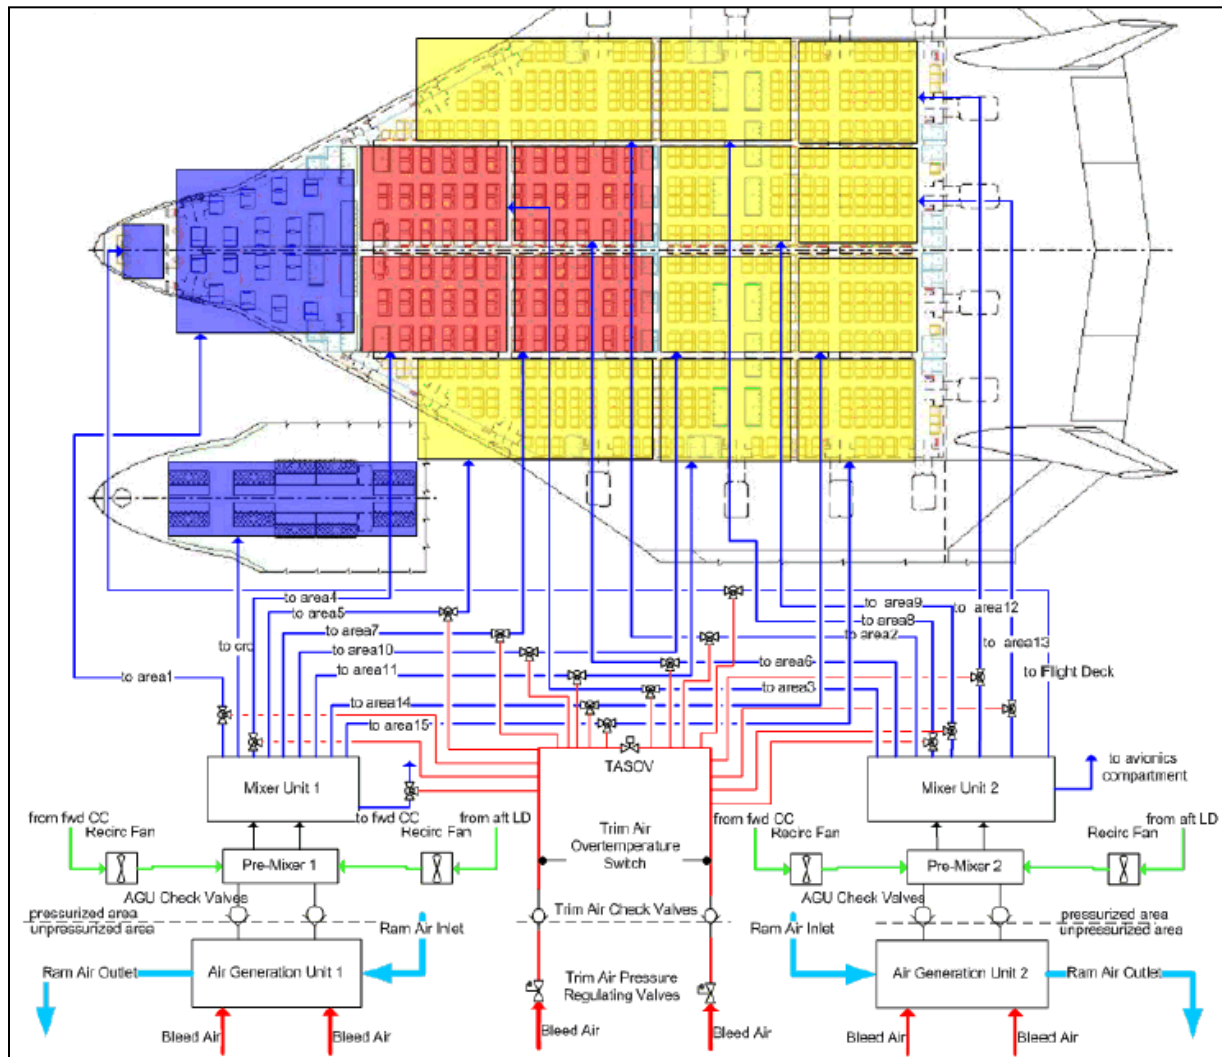 to area4
to area5
to area7
to crc
to area10
to area1
to area11
to area14
to area15
to area9
to area12
to area8
to area2
to area13
to area6
to Flight Deck
to area3
TASOV
Mixer Unit 1
Mixer Unit 2
to avionics
compartment
from fwd CC
Recirc Fan
to fwd CC
from aft LD
Recirc Fan
Trim Air
Overtemperature
Switch
from fwd CC
Recirc Fan
from aft LD
Recirc Fan
Pre-Mixer 1
Pre-Mixer 2
AGU Check Valves
Trim Air Check Valves
AGU Check Valves
pressurized area
unpressurized area
Ram Air Inlet
Ram Air Inlet
pressurized area
unpressurized area
Ram Air Outlet
Air Generation Unit 1
Trim Air Pressure
Regulating Valves
Air Generation Unit 2
Ram Air Outlet
Bleed Air
Bleed Air
Bleed Air
Bleed Air
Bleed Air
Bleed Air